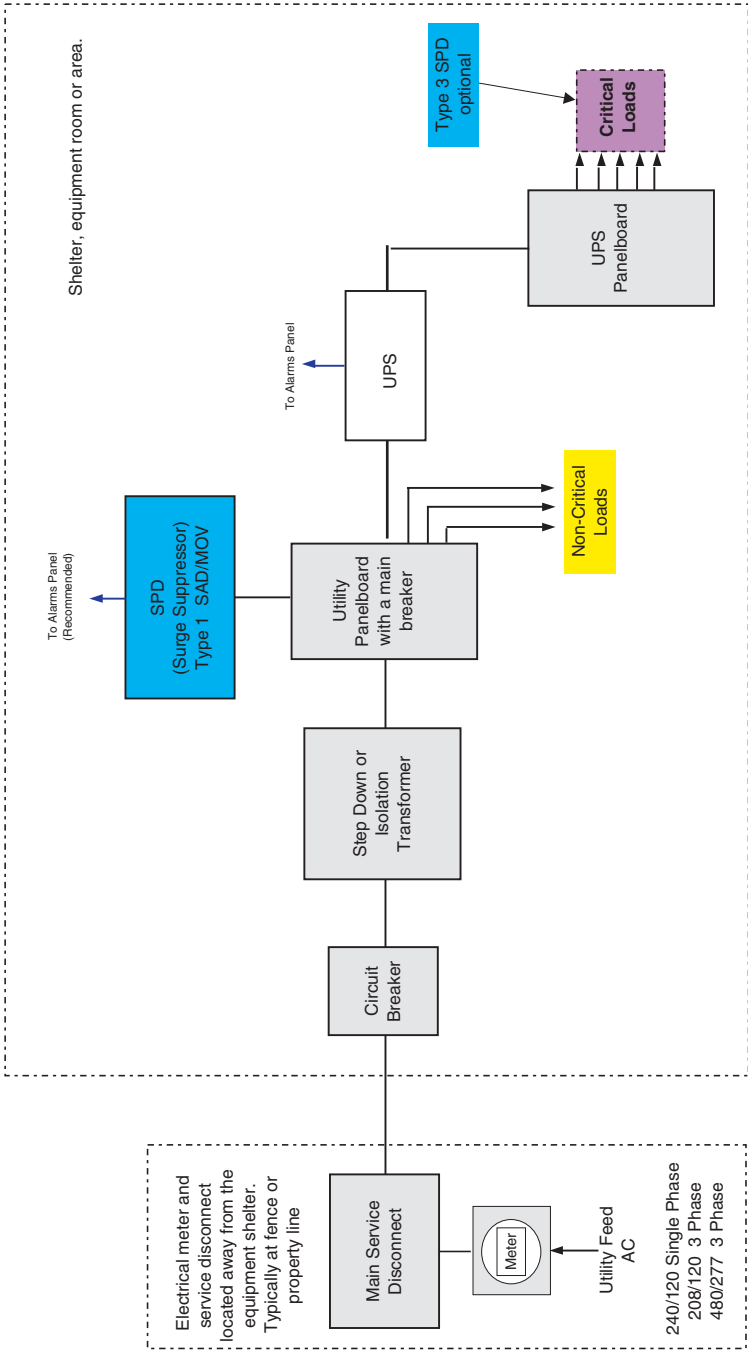 Electrical meter and
service disconnect
located away from the
equipment shelter.
Typically at fence or
property line
Main Service
Disconnect
Meter
Utility Feed
AC
240/120 Single Phase
208/120 3 Phase
480/277 3 Phase
Shelter, equipment room or area.
Circuit
Breaker
Step Down or
Isolation
Transformer
To Alarms Panel
(Recommended)
SPD
(Surge Suppressor)
Type 1 SAD/MOV
Utility
Panelboard
with a main
breaker
Non-Critical
Loads
To Alarms Panel
UPS
UPS
Panelboard
Type 3 SPD
optional
Critical
Loads